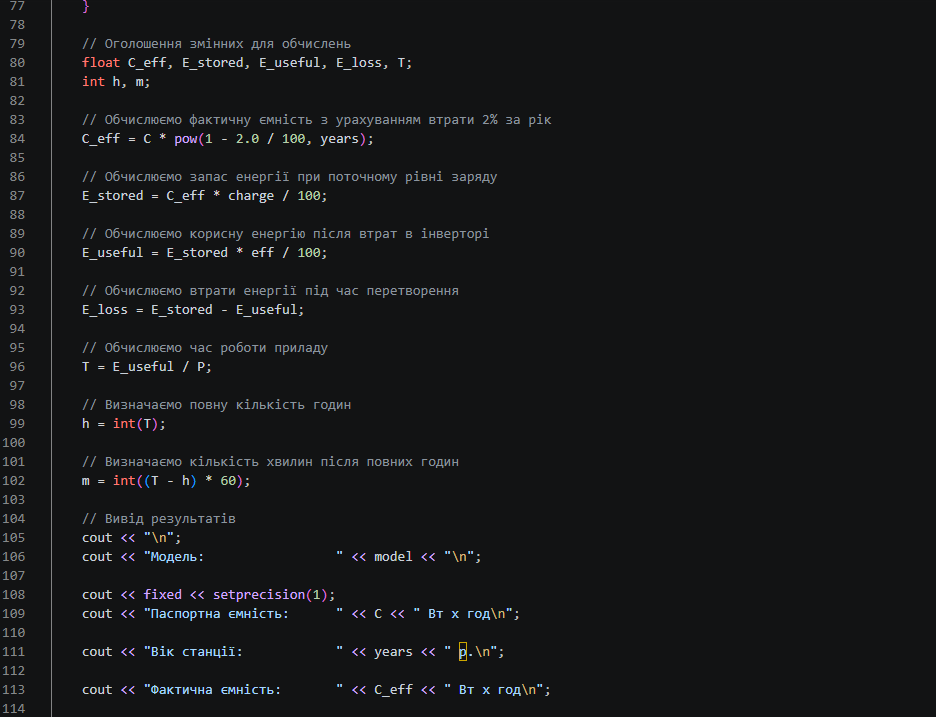 77 }
78
79 // Оголошення змінних для обчислень
80 float C_eff, E_stored, E_useful, E_loss, T;
81 int h, m;
82
83 // Обчислюємо фактичну ємність з урахуванням втрати 2% за рік
84 C_eff = C * pow(1 - 2.0 / 100, years);
85
86 // Обчислюємо запас енергії при поточному рівні заряду
87 E_stored = C_eff * charge / 100;
88
89 // Обчислюємо корисну енергію після втрат в інверторі
90 E_useful = E_stored * eff / 100;
91
92 // Обчислюємо втрати енергії під час перетворення
93 E_loss = E_stored - E_useful;
94
95 // Обчислюємо час роботи приладу
96 T = E_useful / P;
97
98 // Визначаємо повну кількість годин
99 h = int(T);
100
101 // Визначаємо кількість хвилин після повних годин
102 m = int((T - h) * 60);
103
104 // Вивід результатів
105 cout << "\n";
106 cout << "Модель:                 " << model << "\n";
107
108 cout << fixed << setprecision(1);
109 cout << "Паспортна ємність:      " << C << " Вт х год\n";
110
111 cout << "Вік станції:            " << years << " р.\n";
112
113 cout << "Фактична ємність:       " << C_eff << " Вт х год\n";
114